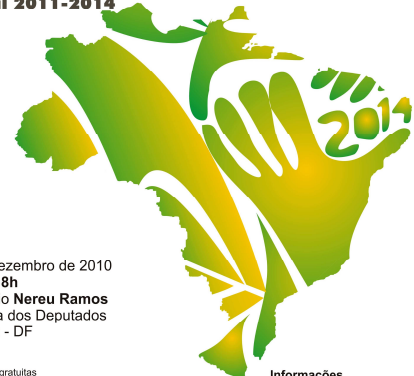 2011-2014
2014
ezembro de 2010
8h
o Nereu Ramos
a dos Deputados
- DF
gratuitas
Informações